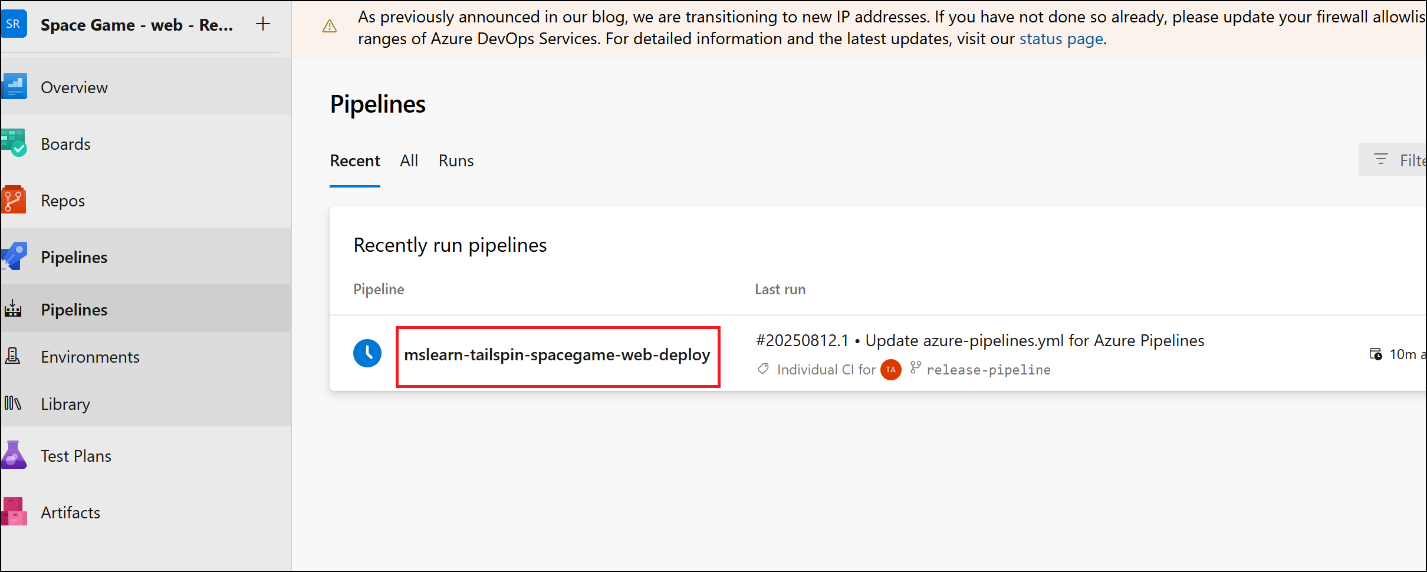 SR
Space Game - web - Re...
As previously announced in our blog, we are transitioning to new IP addresses. If you have not done so already, please update your firewall allowlis
ranges of Azure DevOps Services. For detailed information and the latest updates, visit our status page.
Overview
Boards
Repos
Pipelines
Pipelines
Environments
Library
Test Plans
Artifacts
Pipelines
Recent All Runs
Filte
Recently run pipelines
Pipeline Last run
mslearn-tailspin-spacegame-web-deploy
#20250812.1 • Update azure-pipelines.yml for Azure Pipelines
Individual CI for TA release-pipeline
10m a